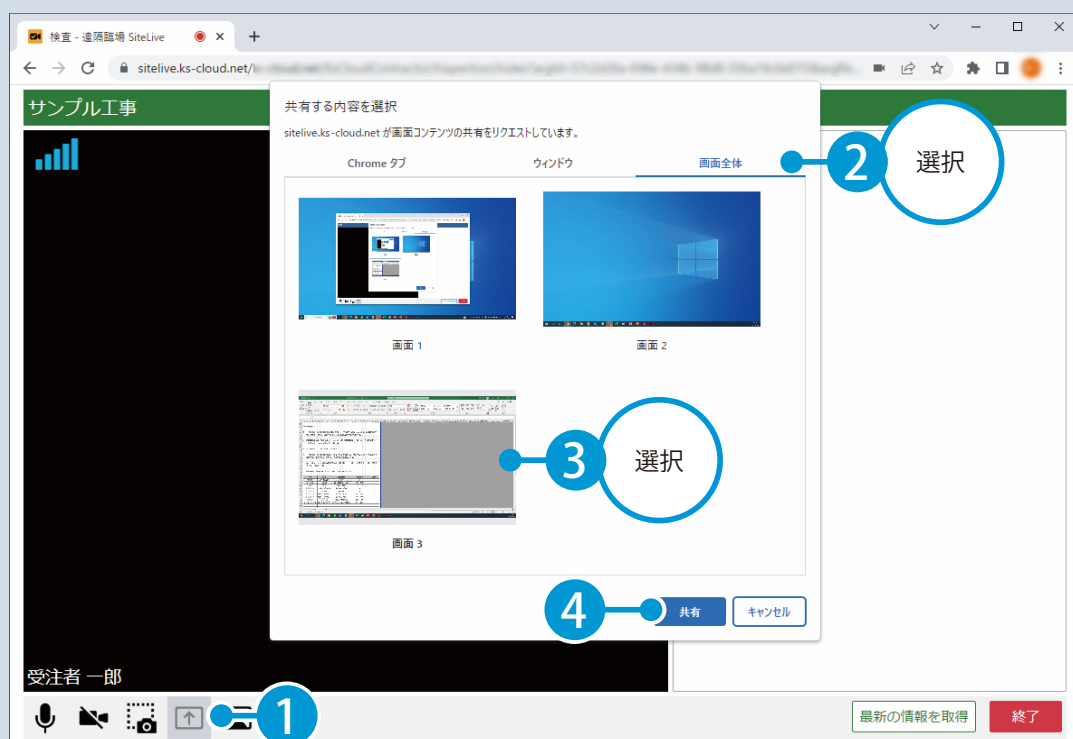 検査 - 遠隔臨場 SiteLive
sitelive.ks-cloud.net/
サンプル工事
共有する内容を選択
sitelive.ks-cloud.net が画面コンテンツの共有をリクエストしています。
Chrome タブ
ウィンドウ
画面全体
2
選択
画面 1
画面 2
3
選択
画面 3
4
共有
キャンセル
受注者 一郎
1
最新の情報を取得
終了